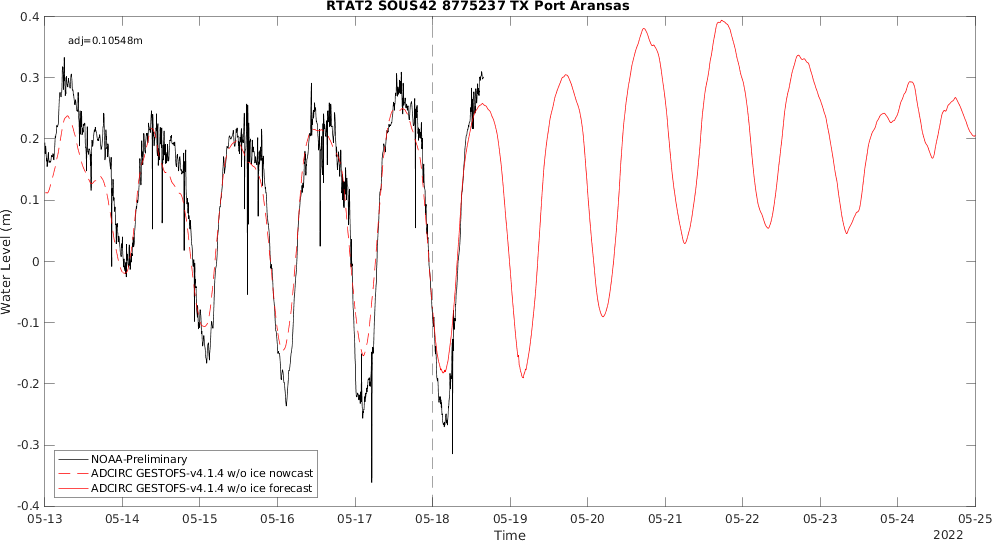 RTAT2 SOUS42 8775237 TX Port Aransas
adj=0.10548m
0.4
0.3
0.2
0.1
0
-0.1
-0.2
-0.3
-0.4
Water Level (m)
NOAA-Preliminary
ADCIRC GESTOFS-v4.1.4 w/o ice nowcast
ADCIRC GESTOFS-v4.1.4 w/o ice forecast
05-13 05-14 05-15 05-16 05-17 05-18 05-19 05-20 05-21 05-22 05-23 05-24 05-25
Time
2022